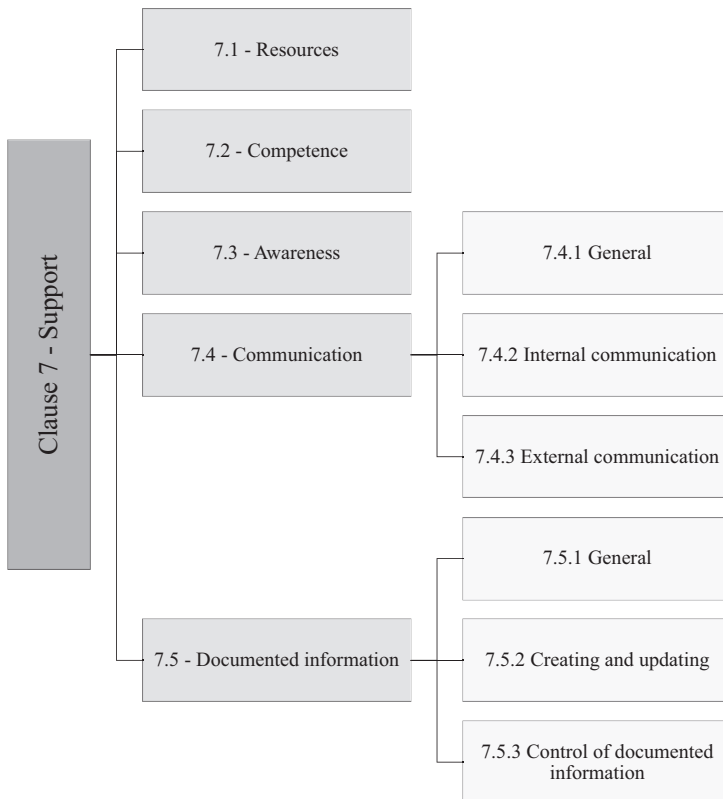 Clause 7 - Support
7.1 - Resources
7.2 - Competence
7.3 - Awareness
7.4 - Communication
7.4.1 General
7.4.2 Internal communication
7.4.3 External communication
7.5 - Documented information
7.5.1 General
7.5.2 Creating and updating
7.5.3 Control of documented
information